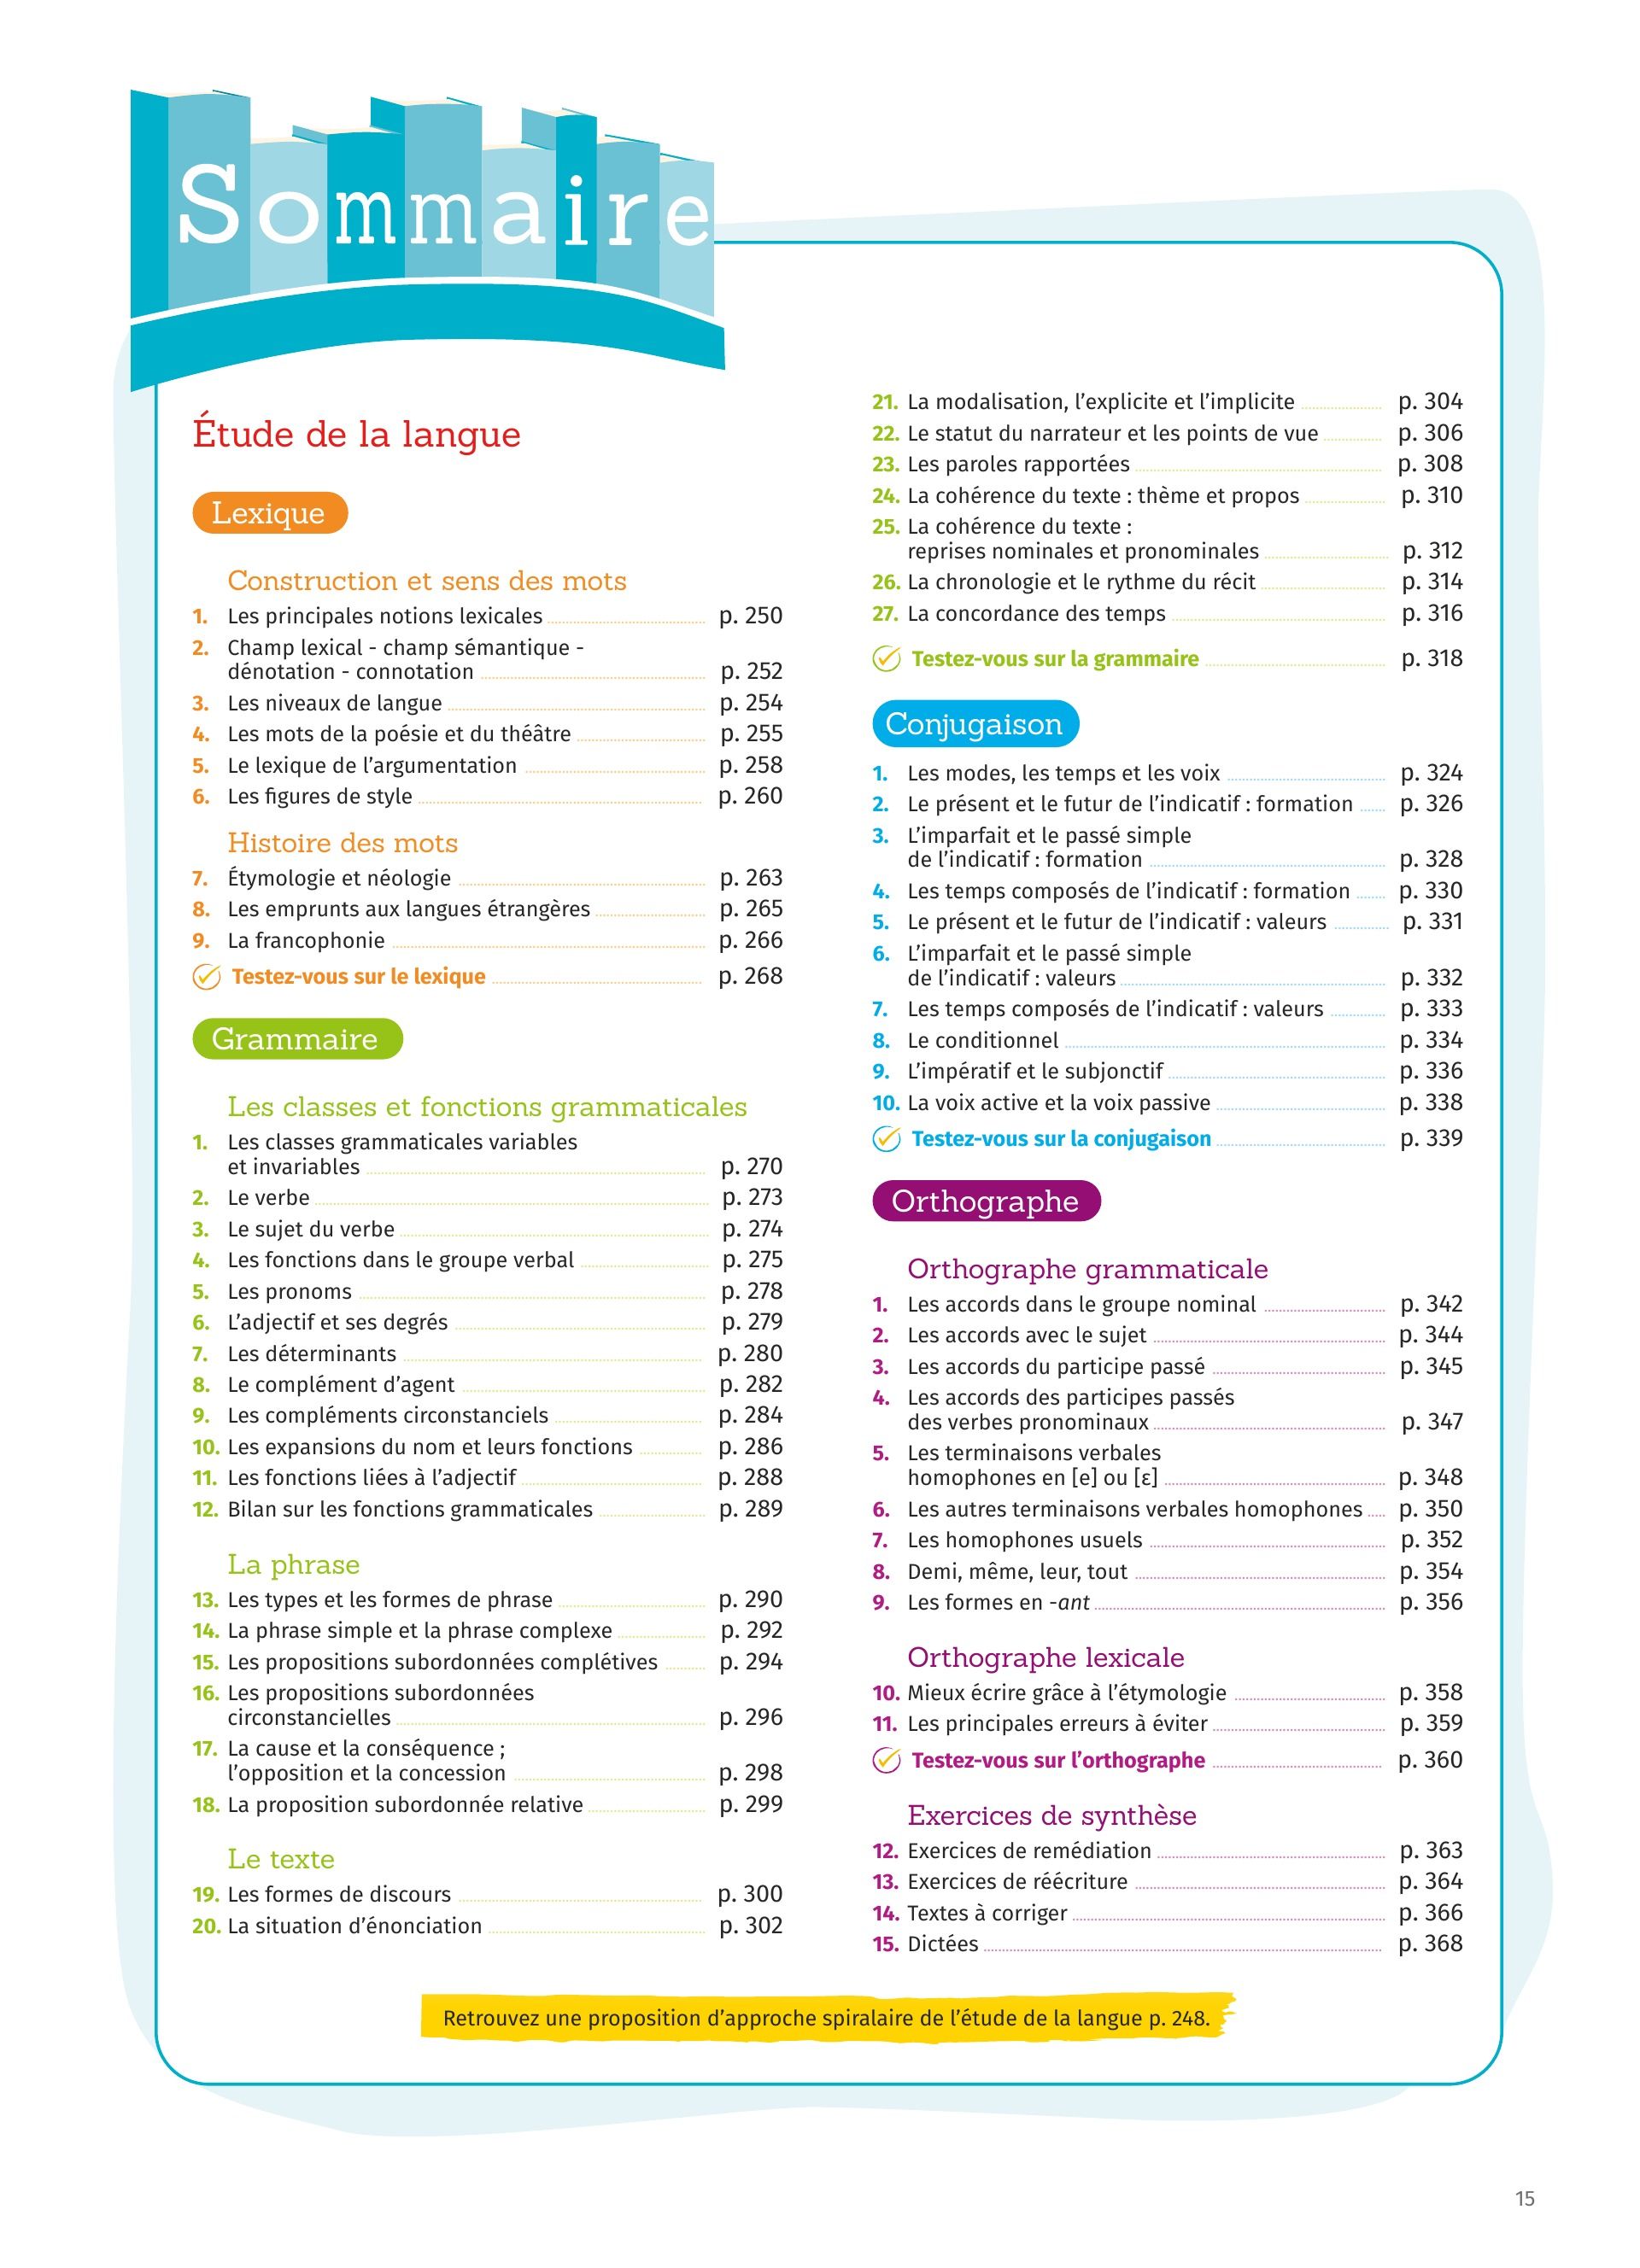 Sommaire
Étude de la langue
Lexique
Construction et sens des mots
1. Les principales notions lexicales p. 250
2. Champ lexical - champ sémantique -
dénotation - connotation p. 252
3. Les niveaux de langue p. 254
4. Les mots de la poésie et du théâtre p. 255
5. Le lexique de l’argumentation p. 258
6. Les figures de style p. 260
Histoire des mots
7. Étymologie et néologie p. 263
8. Les emprunts aux langues étrangères p. 265
9. La francophonie p. 266
Testez-vous sur le lexique p. 268
Grammaire
Les classes et fonctions grammaticales
1. Les classes grammaticales variables
et invariables p. 270
2. Le verbe p. 273
3. Le sujet du verbe p. 274
4. Les fonctions dans le groupe verbal p. 275
5. Les pronoms p. 278
6. L’adjectif et ses degrés p. 279
7. Les déterminants p. 280
8. Le complément d’agent p. 282
9. Les compléments circonstanciels p. 284
10. Les expansions du nom et leurs fonctions p. 286
11. Les fonctions liées à l’adjectif p. 288
12. Bilan sur les fonctions grammaticales p. 289
La phrase
13. Les types et les formes de phrase p. 290
14. La phrase simple et la phrase complexe p. 292
15. Les propositions subordonnées complétives p. 294
16. Les propositions subordonnées
circonstancielles p. 296
17. La cause et la conséquence ;
l’opposition et la concession p. 298
18. La proposition subordonnée relative p. 299
Le texte
19. Les formes de discours p. 300
20. La situation d’énonciation p. 302
21. La modalisation, l’explicite et l’implicite p. 304
22. Le statut du narrateur et les points de vue p. 306
23. Les paroles rapportées p. 308
24. La cohérence du texte : thème et propos p. 310
25. La cohérence du texte :
reprises nominales et pronominales p. 312
26. La chronologie et le rythme du récit p. 314
27. La concordance des temps p. 316
Testez-vous sur la grammaire p. 318
Conjugaison
1. Les modes, les temps et les voix p. 324
2. Le présent et le futur de l’indicatif : formation p. 326
3. L’imparfait et le passé simple
de l’indicatif : formation p. 328
4. Les temps composés de l’indicatif : formation p. 330
5. Le présent et le futur de l’indicatif : valeurs p. 331
6. L’imparfait et le passé simple
de l’indicatif : valeurs p. 332
7. Les temps composés de l’indicatif : valeurs p. 333
8. Le conditionnel p. 334
9. L’impératif et le subjonctif p. 336
10. La voix active et la voix passive p. 338
Testez-vous sur la conjugaison p. 339
Orthographe
Orthographe grammaticale
1. Les accords dans le groupe nominal p. 342
2. Les accords avec le sujet p. 344
3. Les accords du participe passé p. 345
4. Les accords des participes passés
des verbes pronominaux p. 347
5. Les terminaisons verbales
homophones en [e] ou [ε] p. 348
6. Les autres terminaisons verbales homophones p. 350
7. Les homophones usuels p. 352
8. Demi, même, leur, tout p. 354
9. Les formes en -ant p. 356
Orthographe lexicale
10. Mieux écrire grâce à l’étymologie p. 358
11. Les principales erreurs à éviter p. 359
Testez-vous sur l’orthographe p. 360
Exercices de synthèse
12. Exercices de remédiation p. 363
13. Exercices de réécriture p. 364
14. Textes à corriger p. 366
15. Dictées p. 368
Retrouvez une proposition d’approche spiralaire de l’étude de la langue p. 248.
15